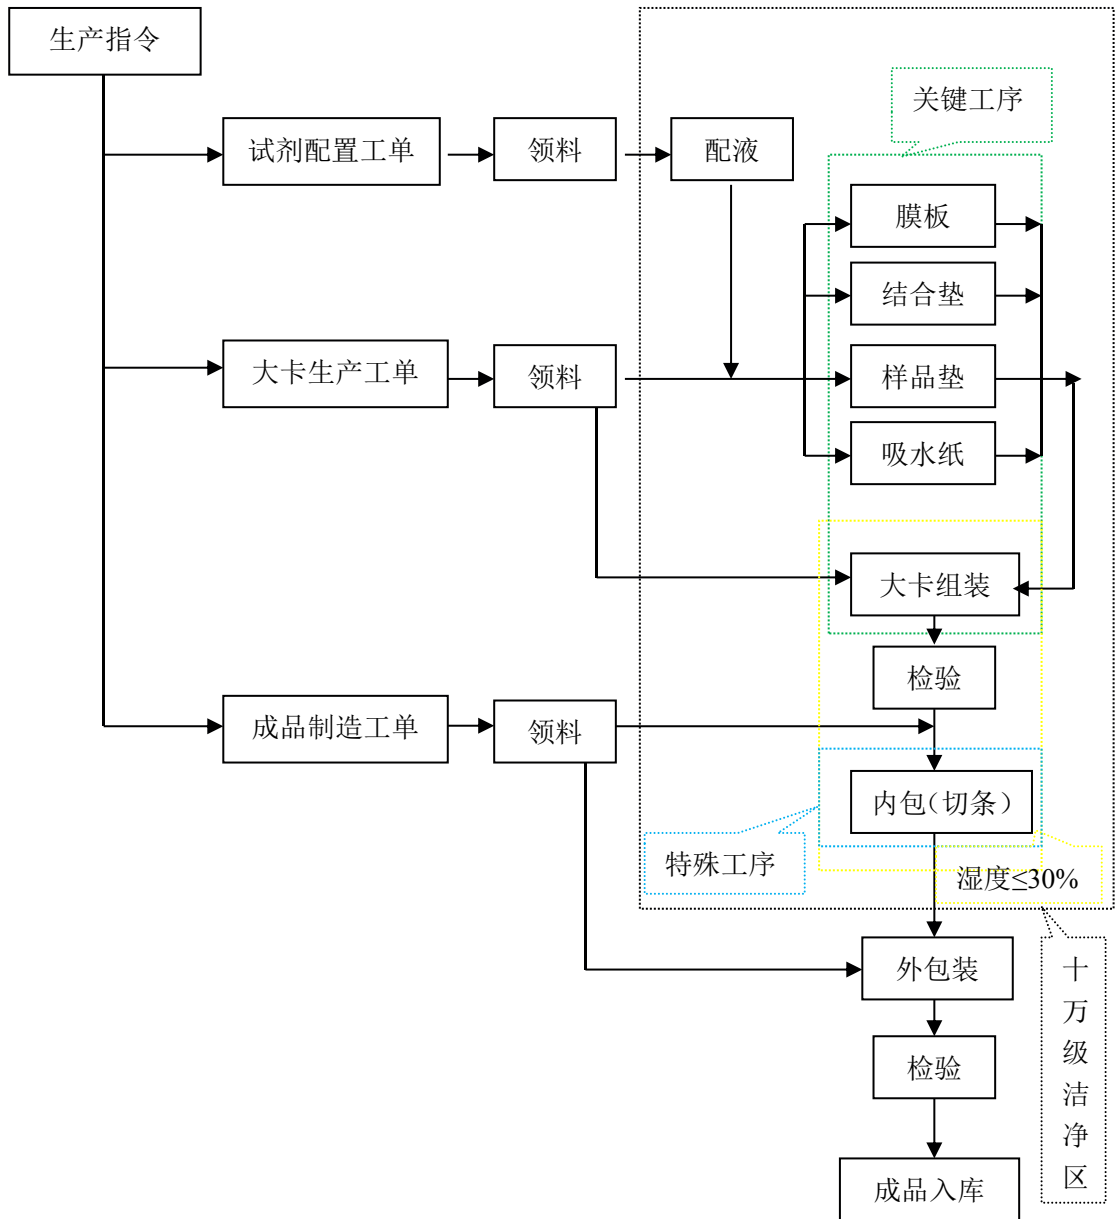 生产指令
关键工序
试剂配置工单
领料
配液
膜板
结合垫
大卡生产工单
领料
样品垫
吸水纸
大卡组装
检验
成品制造工单
领料
内包（切条）
特殊工序
湿度≤30%
外包装
十
万
级
洁
净
区
检验
成品入库